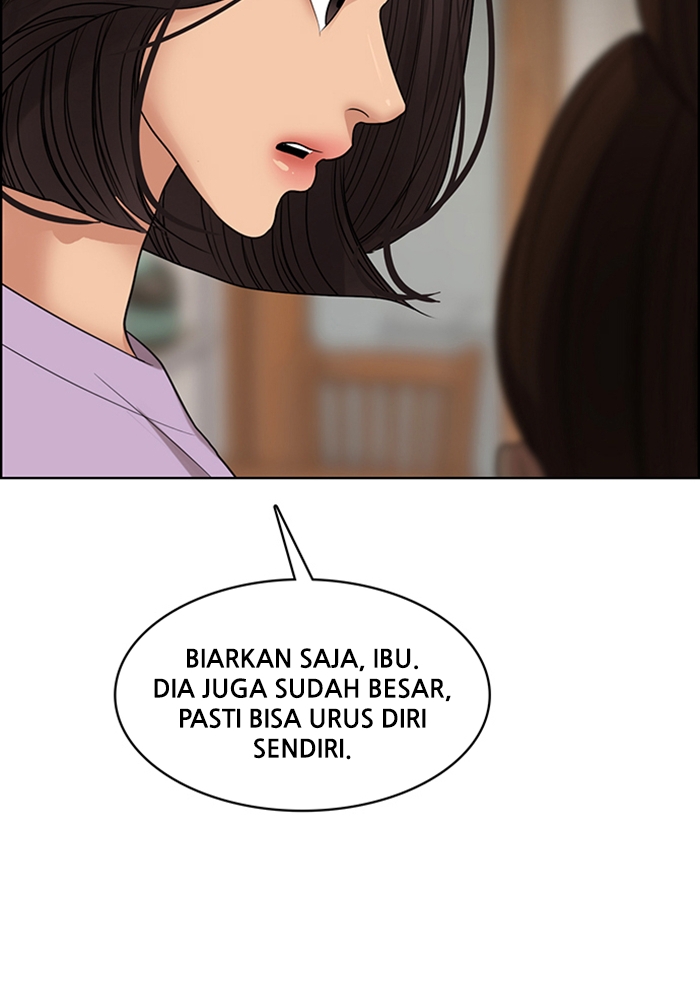 BIARKAN SAJA, IBU.
DIA JUGA SUDAH BESAR,
PASTI BISA URUS DIRI
SENDIRI.